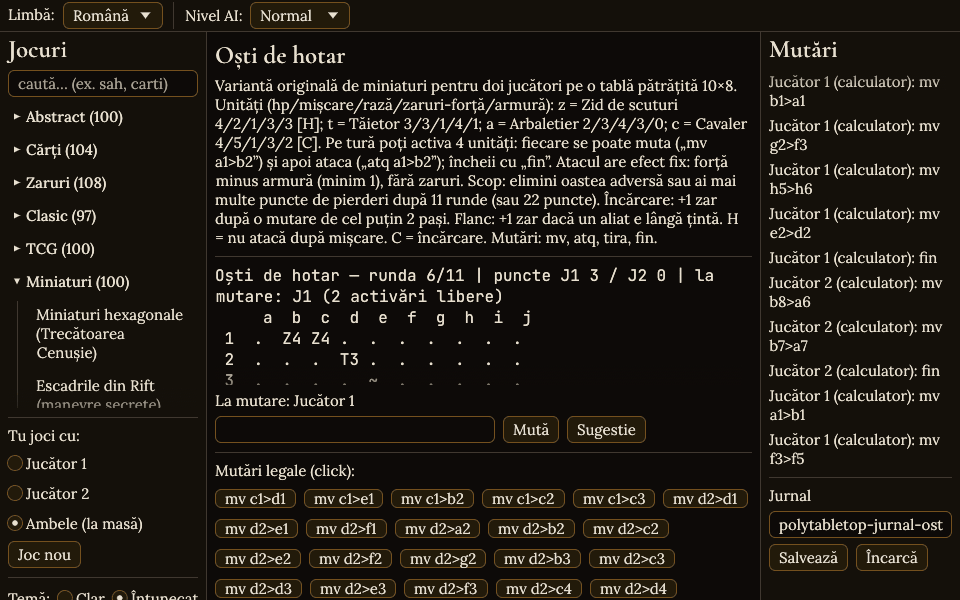 Limbă: Română ▼ Nivel AI: Normal ▼
Jocuri
caută... (ex. sah, carti)
▸ Abstract (100)
▸ Cărți (104)
▸ Zaruri (108)
▸ Clasic (97)
▸ TCG (100)
▾ Miniaturi (100)
Miniaturi hexagonale
(Trecătoarea
Cenușie)
Escadrile din Rift
(manevre secrete)
Tu joci cu:
Jucător 1
Jucător 2
Ambele (la masă)
Joc nou
Temă: Clar Întunecat
Oști de hotar
Variantă originală de miniaturi pentru doi jucători pe o tablă pătrățită 10×8.
Unități (hp/mișcare/rază/zaruri-forță/armură): z = Zid de scuturi
4/2/1/3/3 [H]; t = Tăietor 3/3/1/4/1; a = Arbaletier 2/3/4/3/0; c = Cavaler
4/5/1/3/2 [C]. Pe tură poți activa 4 unități: fiecare se poate muta („mv
a1>b2”) și apoi ataca („atq a1>b2”); închei cu „fin”. Atacul are efect fix: forță
minus armură (minim 1), fără zaruri. Scop: elimini oastea adversă sau ai mai
multe puncte de pierderi după 11 runde (sau 22 puncte). Încărcare: +1 zar
după o mutare de cel puțin 2 pași. Flanc: +1 zar dacă un aliat e lângă țintă. H
= nu atacă după mișcare. C = încărcare. Mutări: mv, atq, tira, fin.
Oști de hotar — runda 6/11 | puncte J1 3 / J2 0 | la
mutare: J1 (2 activări libere)
a b c d e f g h i j
1 . Z4 Z4 . . . . . . .
2 . . . T3 . . . . . .
3 . . . . ~ . . . . .
La mutare: Jucător 1
Mută Sugestie
Mutări legale (click):
mv c1>d1 mv c1>e1 mv c1>b2 mv c1>c2 mv c1>c3 mv d2>d1
mv d2>e1 mv d2>f1 mv d2>a2 mv d2>b2 mv d2>c2
mv d2>e2 mv d2>f2 mv d2>g2 mv d2>b3 mv d2>c3
mv d2>d3 mv d2>e3 mv d2>f3 mv d2>c4 mv d2>d4
Mutări
Jucător 1 (calculator): mv
b1>a1
Jucător 1 (calculator): mv
g2>f3
Jucător 1 (calculator): mv
h5>h6
Jucător 1 (calculator): mv
e2>d2
Jucător 1 (calculator): fin
Jucător 2 (calculator): mv
b8>a6
Jucător 2 (calculator): mv
b7>a7
Jucător 2 (calculator): fin
Jucător 1 (calculator): mv
a1>b1
Jucător 1 (calculator): mv
f3>f5
Jurnal
polytabletop-jurnal-ost
Salvează Încarcă